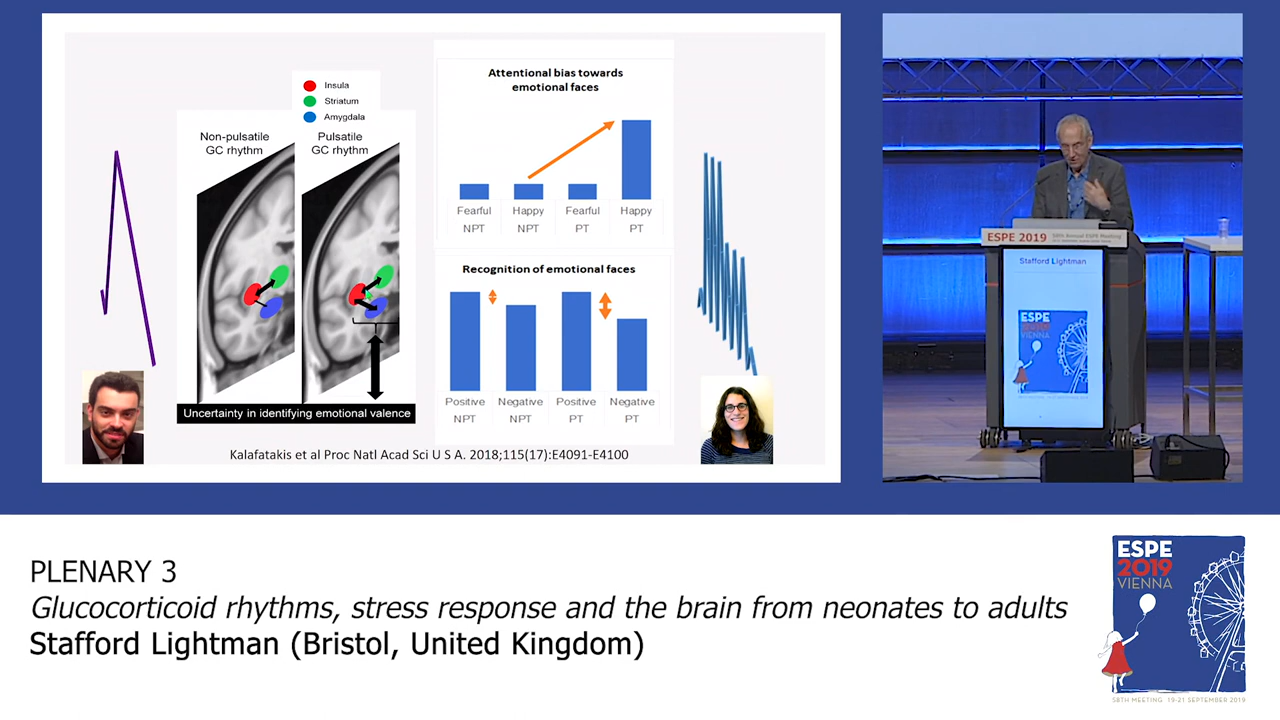 Insula
Striatum
Amygdala
Non-pulsatile
GC rhythm
Pulsatile
GC rhythm
Uncertainty in identifying emotional valence
Attentional bias towards
emotional faces
Fearful
NPT
Happy
NPT
Fearful
PT
Happy
PT
Recognition of emotional faces
Positive
NPT
Negative
NPT
Positive
PT
Negative
PT
Kalafatakis et al Proc Natl Acad Sci U S A. 2018;115(17):E4091-E4100
ESPE 2019 58th Annual ESPE Meeting
Stafford Lightman
ESPE
2019
VIENNA
PLENARY 3
Glucocorticoid rhythms, stress response and the brain from neonates to adults
Stafford Lightman (Bristol, United Kingdom)
ESPE
2019
VIENNA
58TH MEETING 19-21 SEPTEMBER 2019